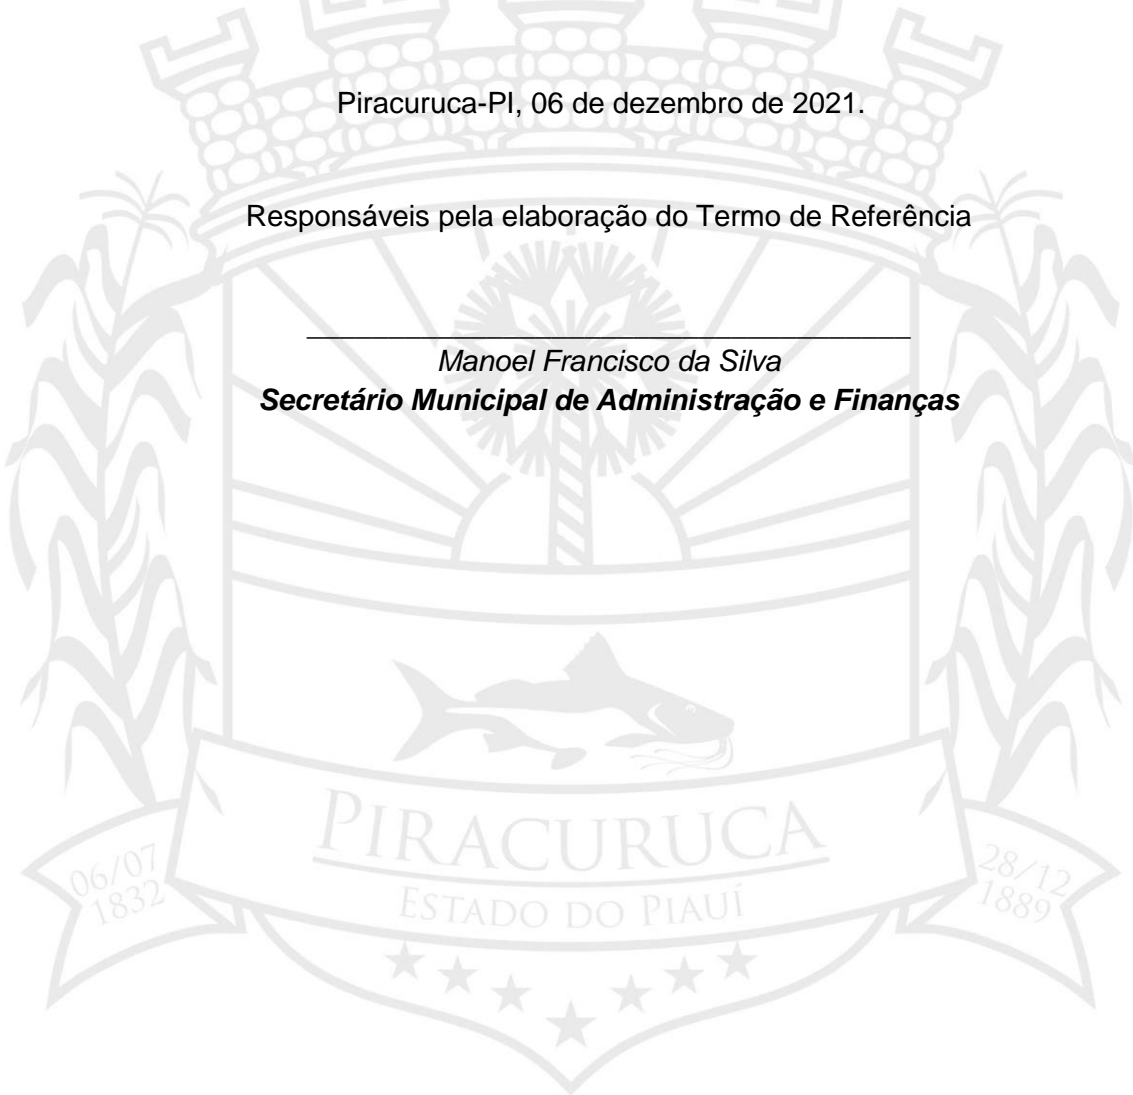 Piracuruca-PI, 06 de dezembro de 2021.
Responsáveis pela elaboração do Termo de Referência
Manoel Francisco da Silva
Secretário Municipal de Administração e Finanças
PIRACURUCA
ESTADO DO PIAUÍ
06/07
1832
28/12
1889